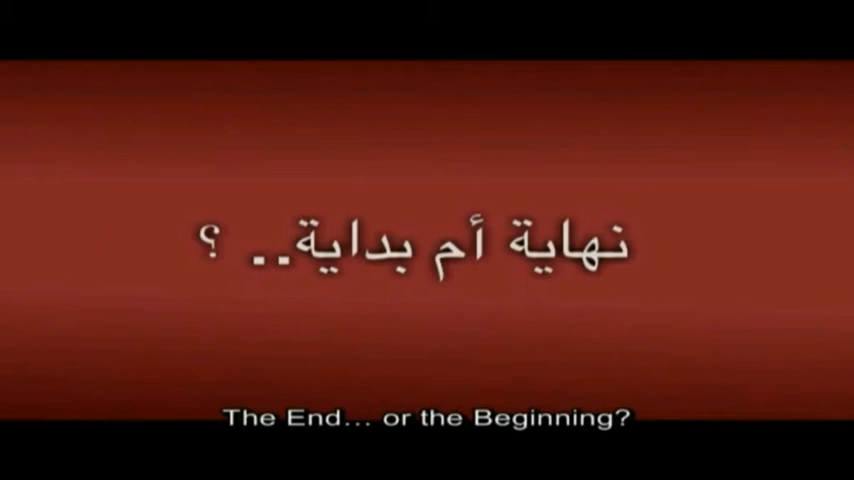 نهاية أم بداية.. ؟
The End... or the Beginning?